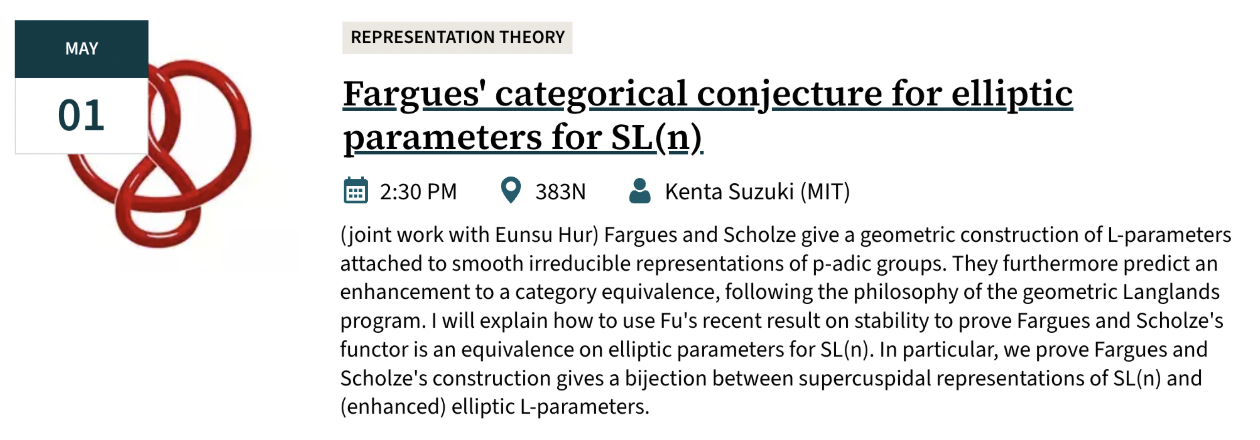 MAY
01
REPRESENTATION THEORY
Fargues' categorical conjecture for elliptic
parameters for SL(n)
2:30 PM 383N Kenta Suzuki (MIT)
(joint work with Eunsu Hur) Fargues and Scholze give a geometric construction of L-parameters
attached to smooth irreducible representations of p-adic groups. They furthermore predict an
enhancement to a category equivalence, following the philosophy of the geometric Langlands
program. I will explain how to use Fu's recent result on stability to prove Fargues and Scholze's
functor is an equivalence on elliptic parameters for SL(n). In particular, we prove Fargues and
Scholze's construction gives a bijection between supercuspidal representations of SL(n) and
(enhanced) elliptic L-parameters.